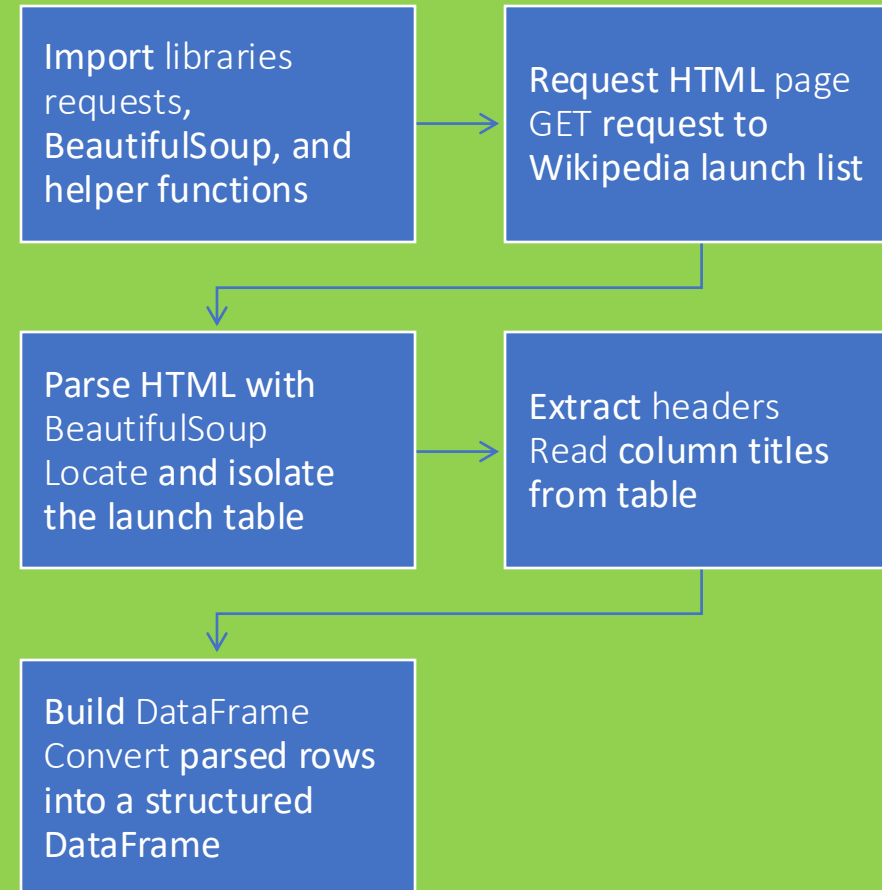 Import libraries
requests,
BeautifulSoup, and
helper functions
Request HTML page
GET request to
Wikipedia launch list
Parse HTML with
BeautifulSoup
Locate and isolate
the launch table
Extract headers
Read column titles
from table
Build DataFrame
Convert parsed rows
into a structured
DataFrame